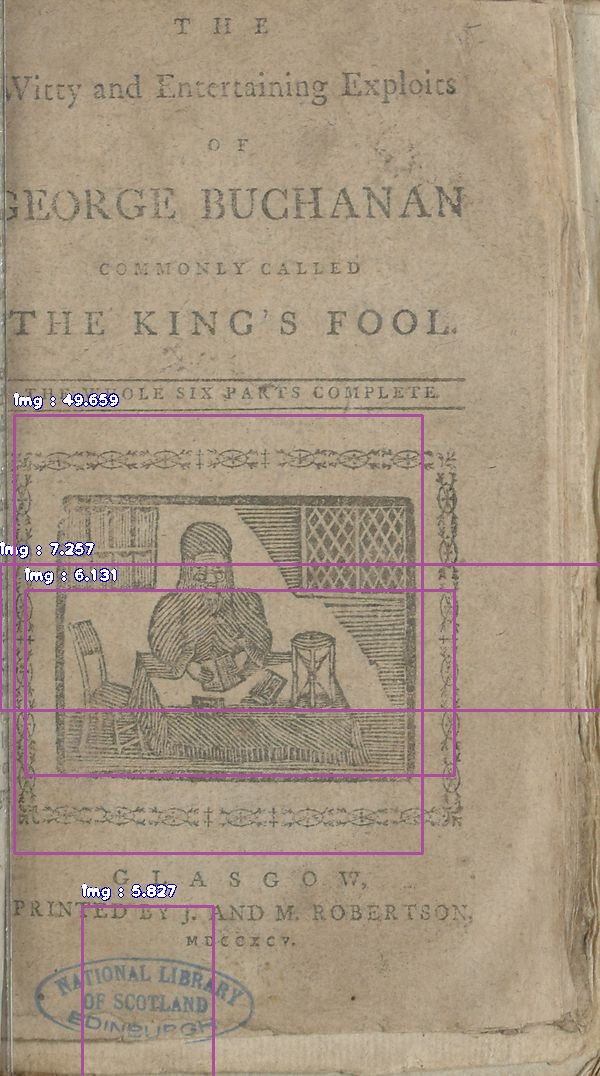 THE
Witty and Entertaining Exploits
OF
GEORGE BUCHANAN
COMMONLY CALLED
THE KING'S FOOL.
THE WHOLE SIX PARTS COMPLETE.
Img : 49.659
Img : 7.257
Img : 6.131
GLASGOW,
Img : 5.827
PRINTED BY J. AND M. ROBERTSON,
MDCCXCV.
NATIONAL LIBRARY
OF SCOTLAND
EDINBURGH